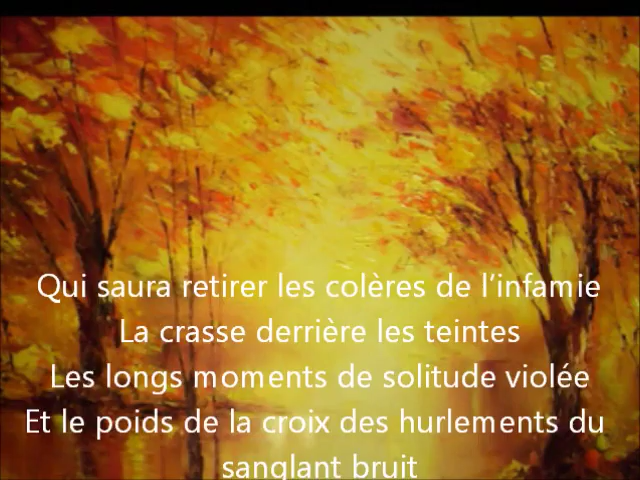 Qui saura retirer les colères de l'infamie
La crasse derrière les teintes
Les longs moments de solitude violée
Et le poids de la croix des hurlements du
sanglant bruit